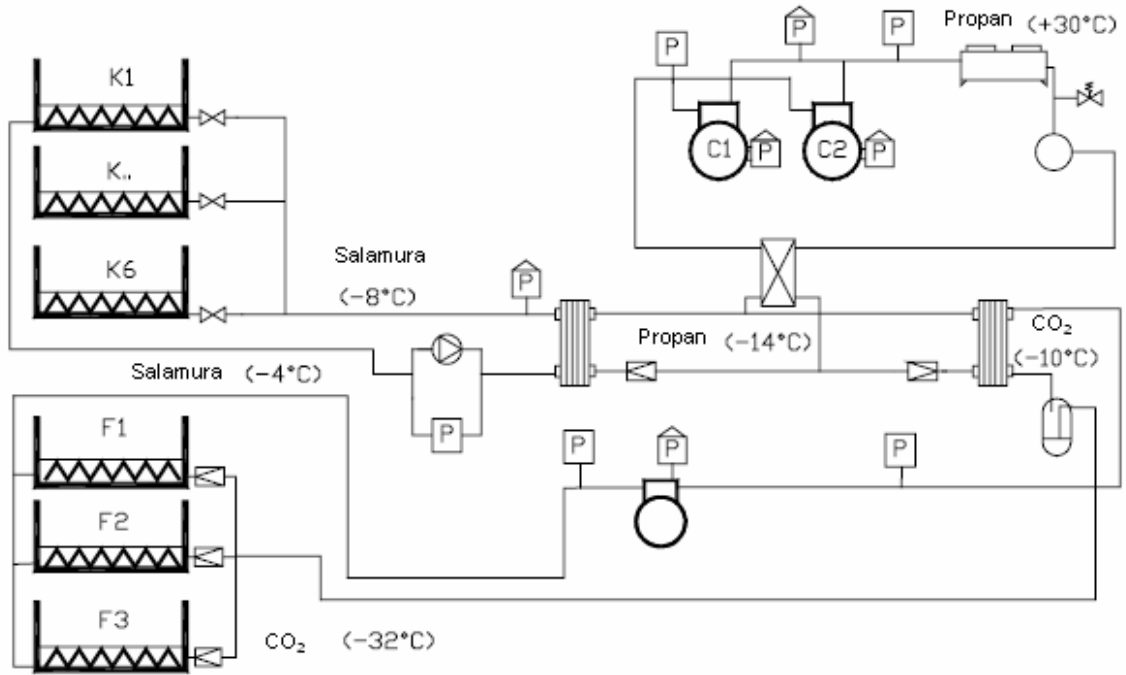 Propan (+30°C)
P
P
P
K1
C1
P
C2
P
K..
K6
Salamura
(-8°C)
P
Propan (-14°C)
CO₂
(-10°C)
Salamura (-4°C)
P
F1
P
P
P
F2
F3
CO₂ (-32°C)